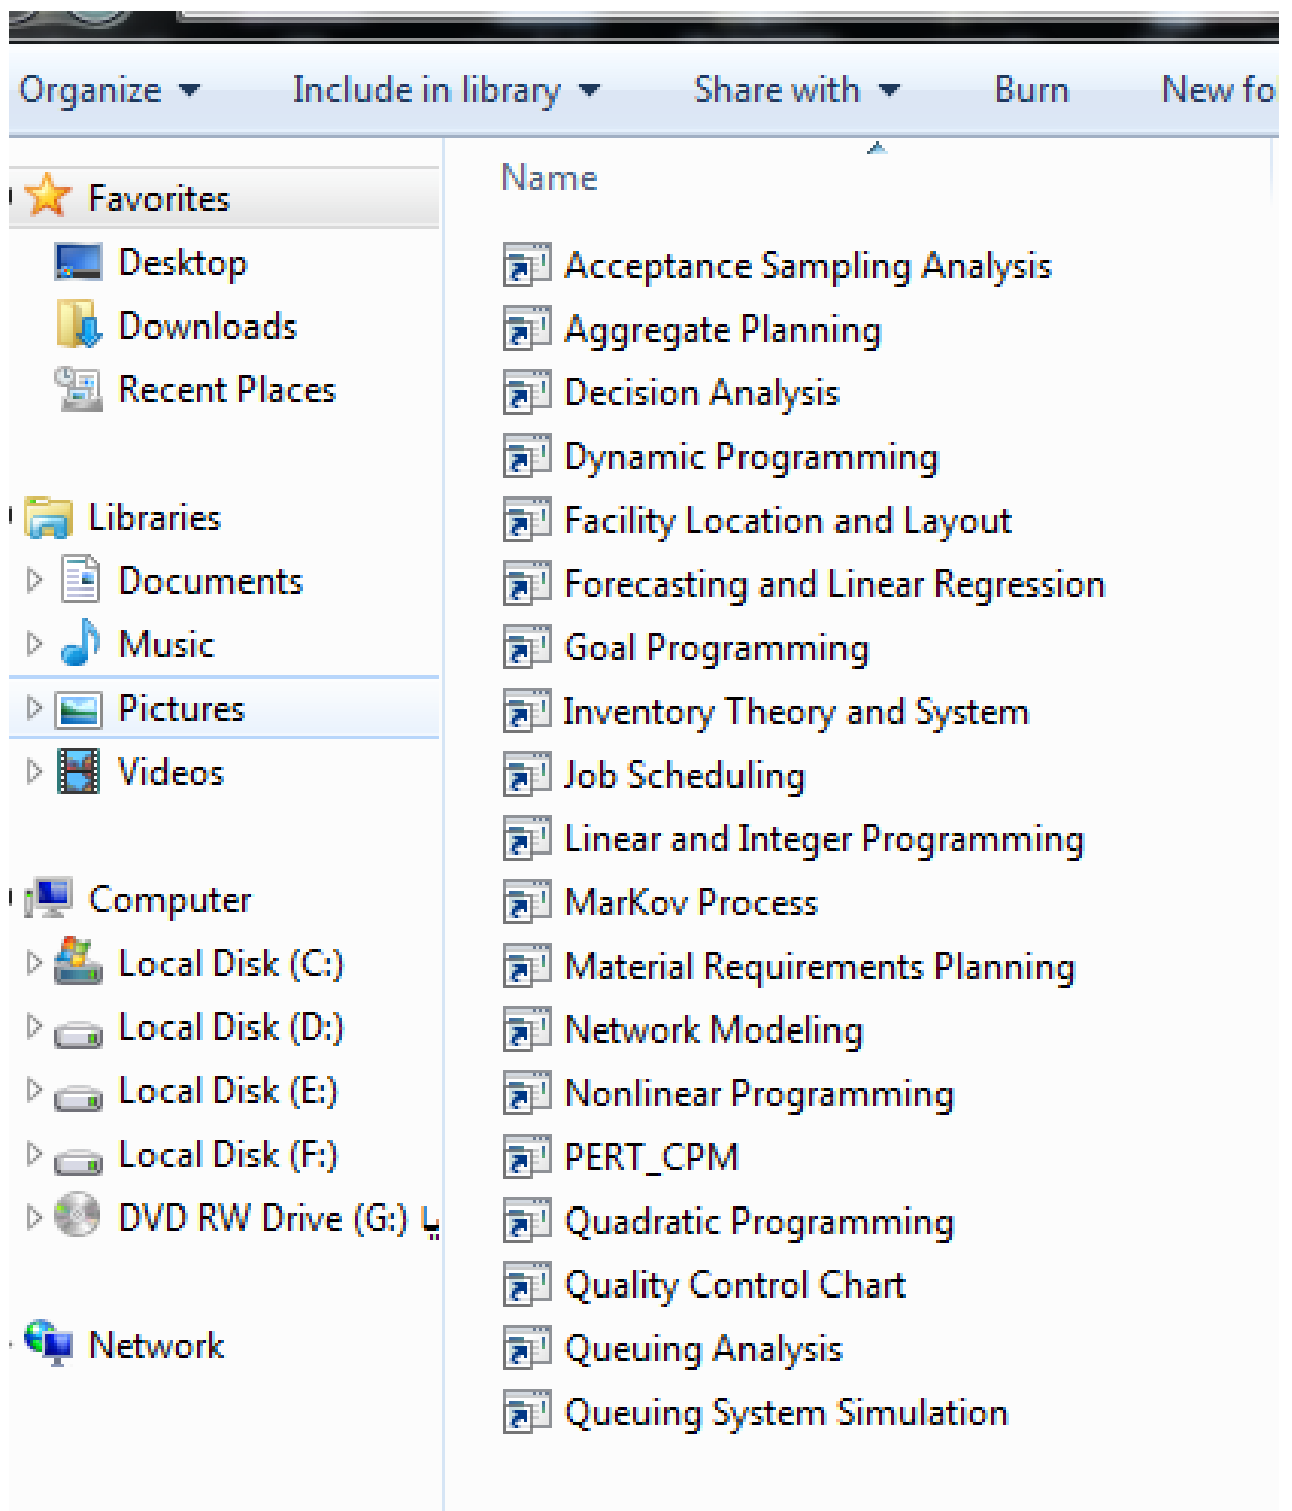 Organize Include in library Share with Burn New fo
Name
Favorites
Desktop
Downloads
Recent Places
Libraries
Documents
Music
Pictures
Videos
Computer
Local Disk (C:)
Local Disk (D:)
Local Disk (E:)
Local Disk (F:)
DVD RW Drive (G:)
Network
Acceptance Sampling Analysis
Aggregate Planning
Decision Analysis
Dynamic Programming
Facility Location and Layout
Forecasting and Linear Regression
Goal Programming
Inventory Theory and System
Job Scheduling
Linear and Integer Programming
MarKov Process
Material Requirements Planning
Network Modeling
Nonlinear Programming
PERT_CPM
Quadratic Programming
Quality Control Chart
Queuing Analysis
Queuing System Simulation